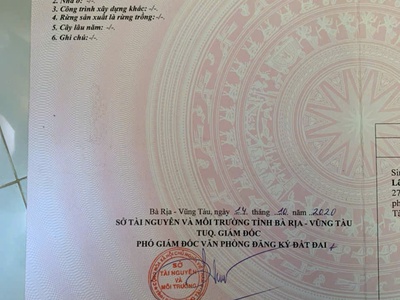 2. Nhà ở: -/-.
3. Công trình xây dựng khác: -/-.
4. Rừng sản xuất là rừng trồng: -/-.
5. Cây lâu năm: -/-.
6. Ghi chú: -/-.
Bà Rịa - Vũng Tàu, ngày 14 tháng 10 năm 2020
SỞ TÀI NGUYÊN VÀ MÔI TRƯỜNG TỈNH BÀ RỊA - VŨNG TÀU
TUQ. GIÁM ĐỐC
PHÓ GIÁM ĐỐC VĂN PHÒNG ĐĂNG KÝ ĐẤT ĐAI
SỞ
TÀI NGUYÊN
VÀ
MÔI TRƯỜNG
27